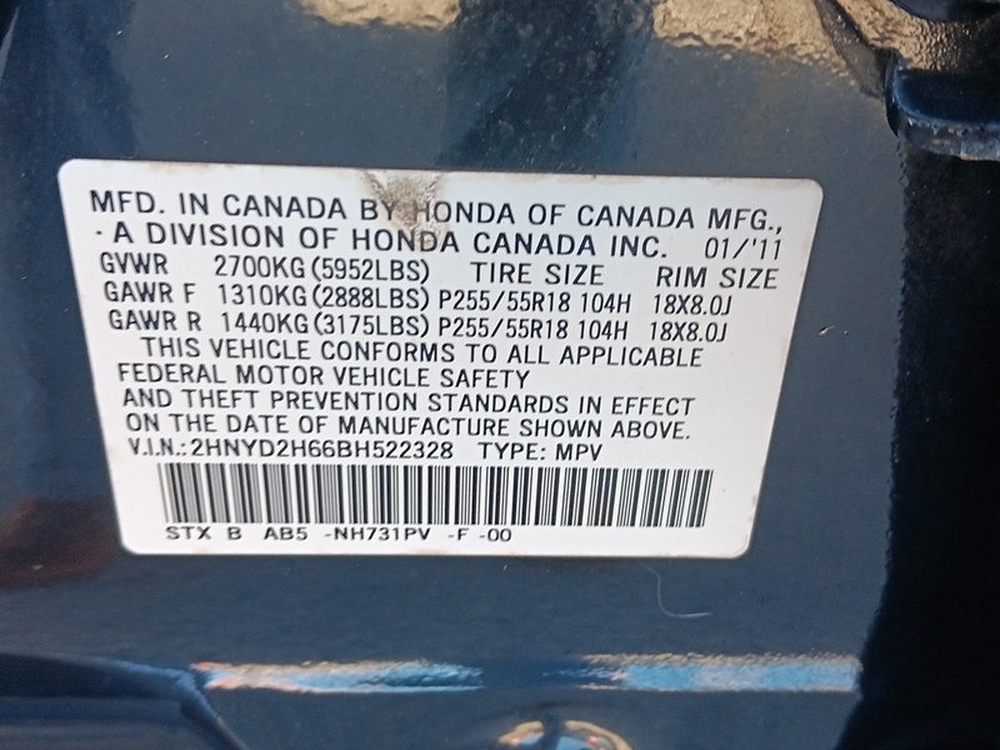 MFD. IN CANADA BY HONDA OF CANADA MFG.,
· A DIVISION OF HONDA CANADA INC. 01/'11
GVWR 2700KG (5952LBS) TIRE SIZE RIM SIZE
GAWR F 1310KG (2888LBS) P255/55R18 104H 18X8.0J
GAWR R 1440KG (3175LBS) P255/55R18 104H 18X8.0J
THIS VEHICLE CONFORMS TO ALL APPLICABLE
FEDERAL MOTOR VEHICLE SAFETY
AND THEFT PREVENTION STANDARDS IN EFFECT
ON THE DATE OF MANUFACTURE SHOWN ABOVE.
V.I.N.: 2HNYD2H66BH522328 TYPE: MPV
STX B AB5 -NH731PV -F -00